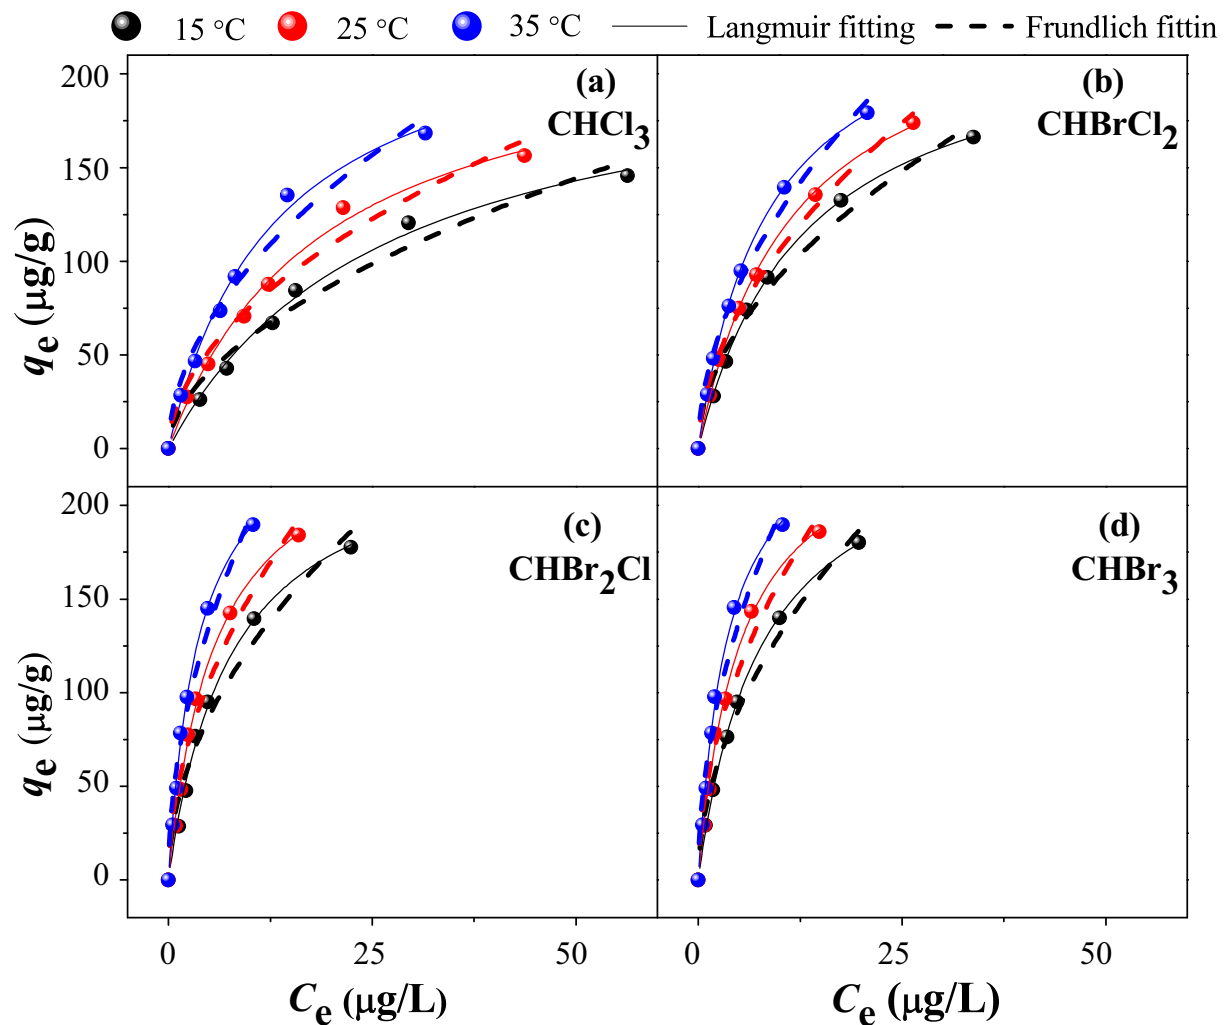 15 °C 25 °C 35 °C Langmuir fitting Frundlich fittin
(a)
CHCl3
(b)
CHBrCl2
200
150
100
50
0
qe (μg/g)
(c)
CHBr2Cl
(d)
CHBr3
200
150
100
50
0
qe (μg/g)
0 25 50 0 25 50
Ce (μg/L) Ce (μg/L)